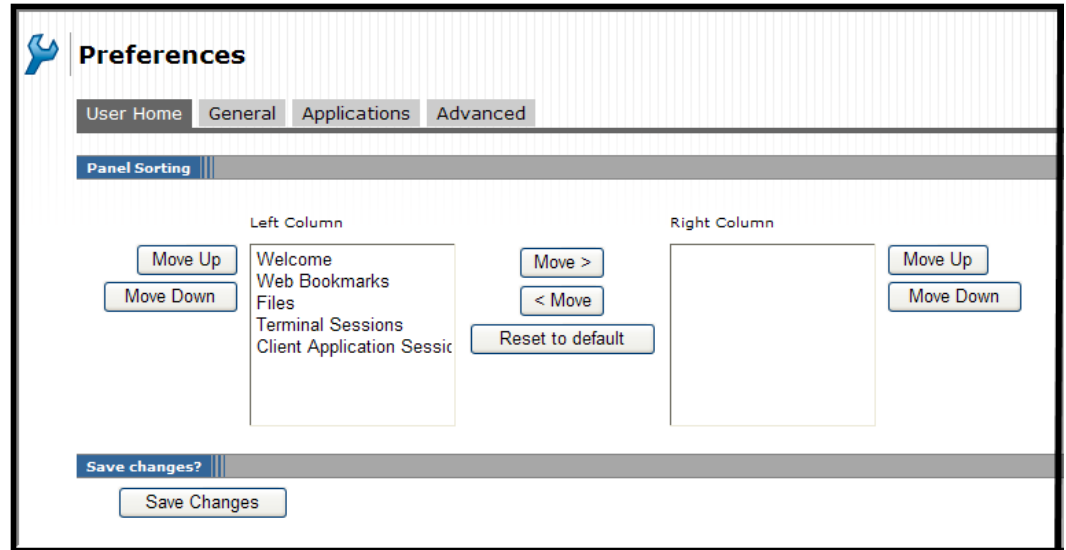 Preferences
User Home General Applications Advanced
Panel Sorting
Left Column
Right Column
Move Up
Move Down
Welcome
Web Bookmarks
Files
Terminal Sessions
Client Application Sessic
Move >
< Move
Reset to default
Move Up
Move Down
Save changes?
Save Changes